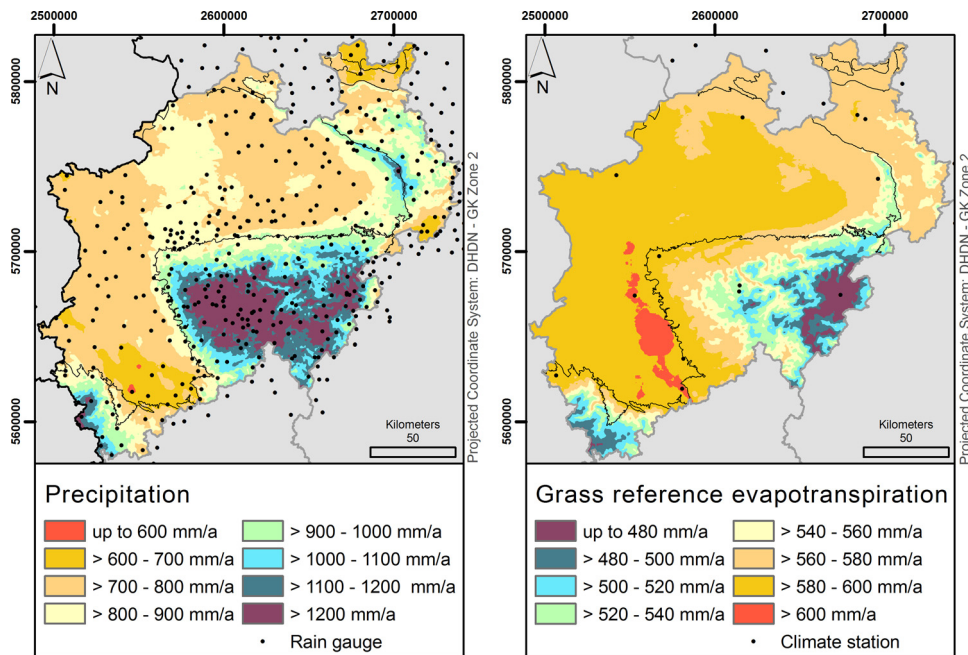 2500000 2600000 2700000
2500000 2600000 2700000
5800000
5700000
5600000
N
N
Kilometers
50
Kilometers
50
Projected Coordinate System: DHDN - GK Zone 2
5800000
5700000
5600000
Projected Coordinate System: DHDN - GK Zone 2
Precipitation
up to 600 mm/a
> 600 - 700 mm/a
> 700 - 800 mm/a
> 800 - 900 mm/a
> 900 - 1000 mm/a
> 1000 - 1100 mm/a
> 1100 - 1200 mm/a
> 1200 mm/a
Rain gauge
Grass reference evapotranspiration
up to 480 mm/a
> 480 - 500 mm/a
> 500 - 520 mm/a
> 520 - 540 mm/a
> 540 - 560 mm/a
> 560 - 580 mm/a
> 580 - 600 mm/a
> 600 mm/a
Climate station